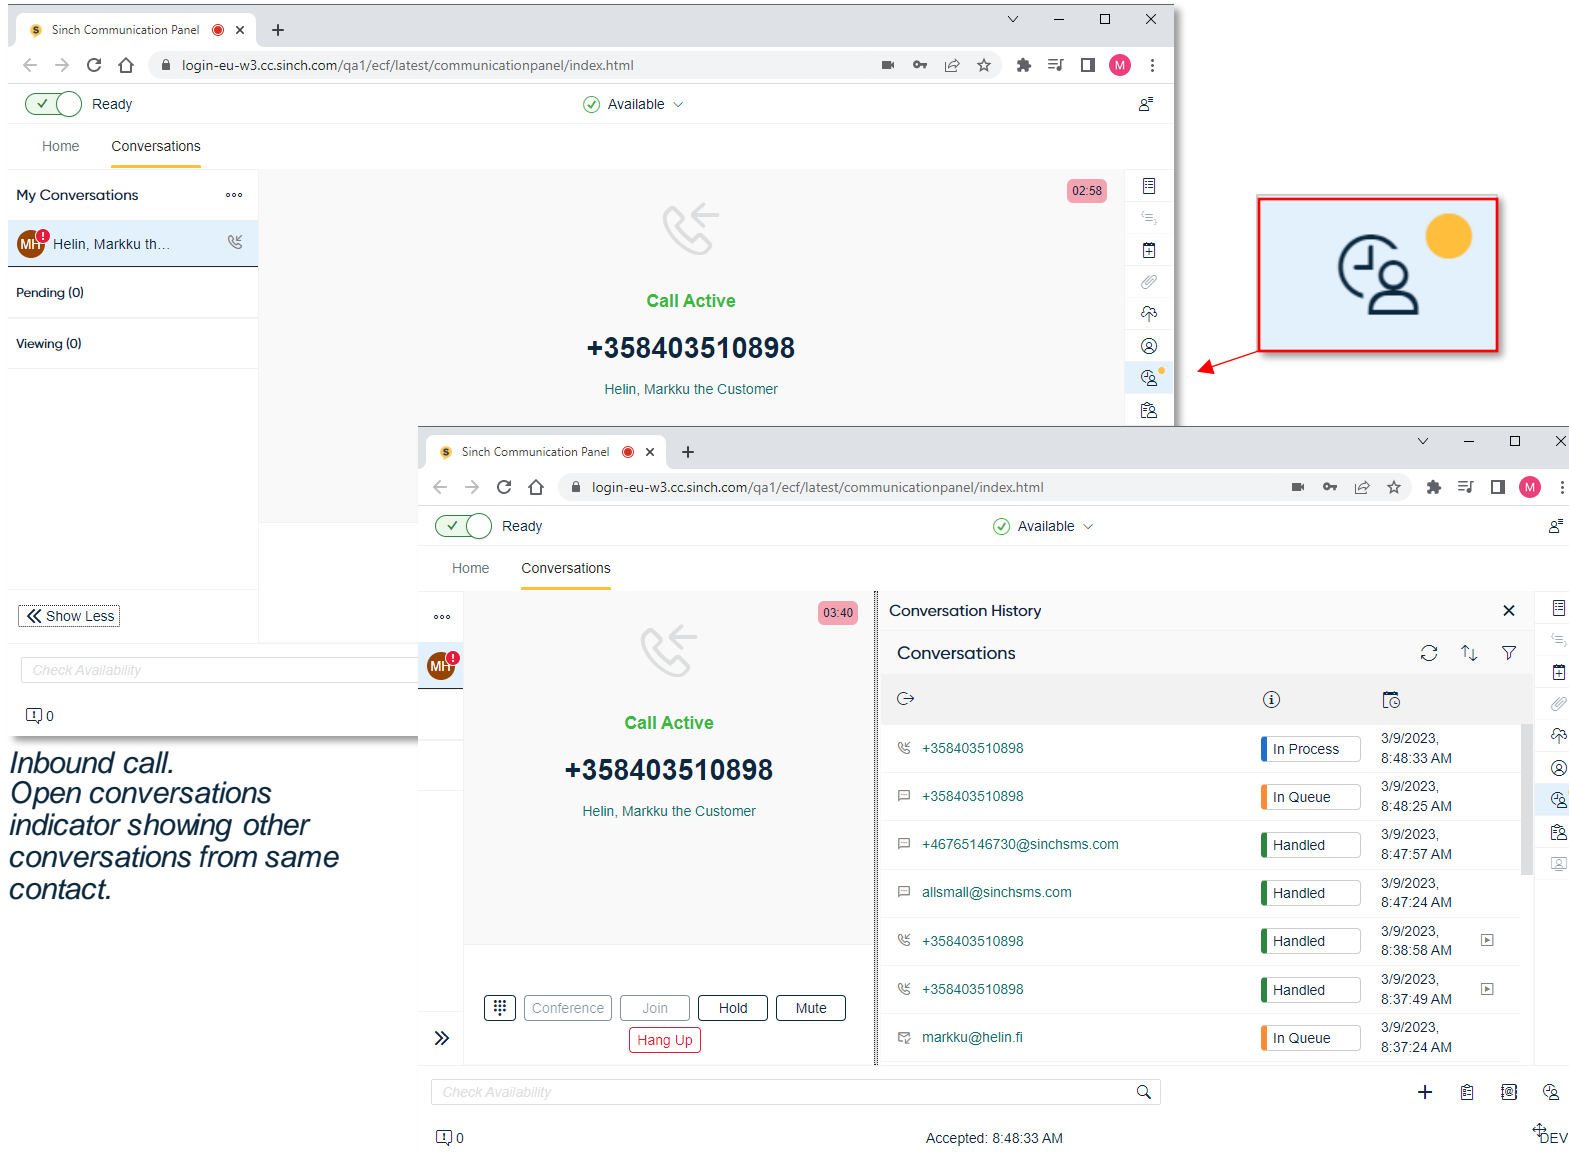 Sinch Communication Panel
login-eu-w3.cc.sinch.com/qa1/ecf/latest/communicationpanel/index.html
M
Ready
Available
Home
Conversations
My Conversations
MH
!
Helin, Markku th...
Pending (0)
Viewing (0)
Show Less
Check Availability
0
02:58
Call Active
+358403510898
Helin, Markku the Customer
Inbound call.
Open conversations
indicator showing other
conversations from same
contact.
Sinch Communication Panel
login-eu-w3.cc.sinch.com/qa1/ecf/latest/communicationpanel/index.html
M
Ready
Available
Home
Conversations
MH
!
03:40
Call Active
+358403510898
Helin, Markku the Customer
Conference
Join
Hold
Mute
Hang Up
Conversation History
Conversations
+358403510898
In Process
3/9/2023,
8:48:33 AM
+358403510898
In Queue
3/9/2023,
8:48:25 AM
+46765146730@sinchsms.com
Handled
3/9/2023,
8:47:57 AM
allsmall@sinchsms.com
Handled
3/9/2023,
8:47:24 AM
+358403510898
Handled
3/9/2023,
8:38:58 AM
+358403510898
Handled
3/9/2023,
8:37:49 AM
markku@helin.fi
In Queue
3/9/2023,
8:37:24 AM
Check Availability
0
Accepted: 8:48:33 AM
DEV